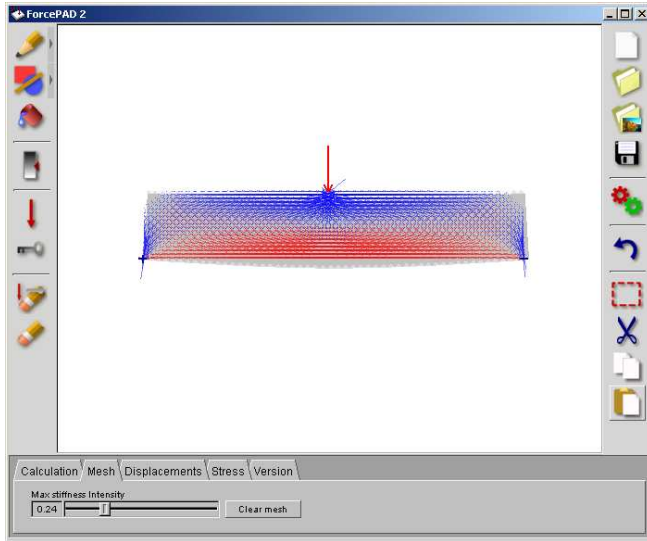 ForcePAD 2
Calculation Mesh Displacements Stress Version
Max stiffness Intensity
0.24
Clear mesh